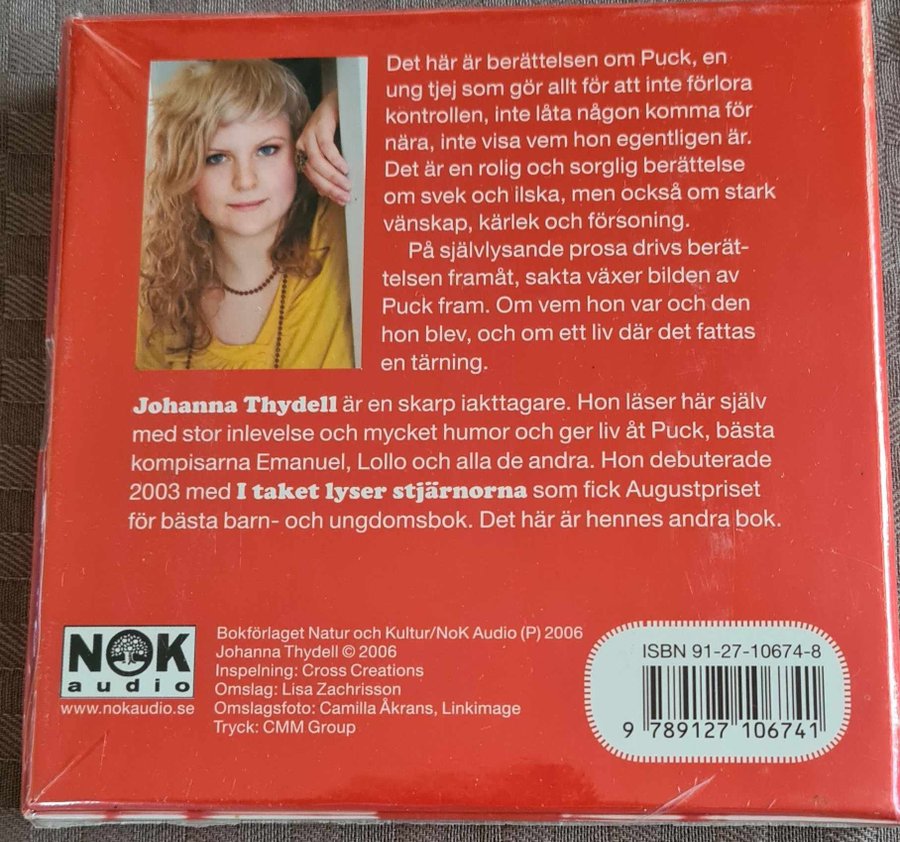 Det här är berättelsen om Puck, en
ung tjej som gör allt för att inte förlora
kontrollen, inte låta någon komma för
nära, inte visa vem hon egentligen är.
Det är en rolig och sorglig berättelse
om svek och ilska, men också om stark
vänskap, kärlek och försoning.
På självlysande prosa drivs berät-
telsen framåt, sakta växer bilden av
Puck fram. Om vem hon var och den
hon blev, och om ett liv där det fattas
en tärning.
Johanna Thydell är en skarp iakttagare. Hon läser här själv
med stor inlevelse och mycket humor och ger liv åt Puck, bästa
kompisarna Emanuel, Lollo och alla de andra. Hon debuterade
2003 med I taket lyser stjärnorna som fick Augustpriset
för bästa barn- och ungdomsbok. Det här är hennes andra bok.
NOK
audio
www.nokaudio.se
Bokförlaget Natur och Kultur/NoK Audio (P) 2006
Johanna Thydell © 2006
Inspelning: Cross Creations
Omslag: Lisa Zachrisson
Omslagsfoto: Camilla Åkrans, Linkimage
Tryck: CMM Group
ISBN 91-27-10674-8
9 789127 106741